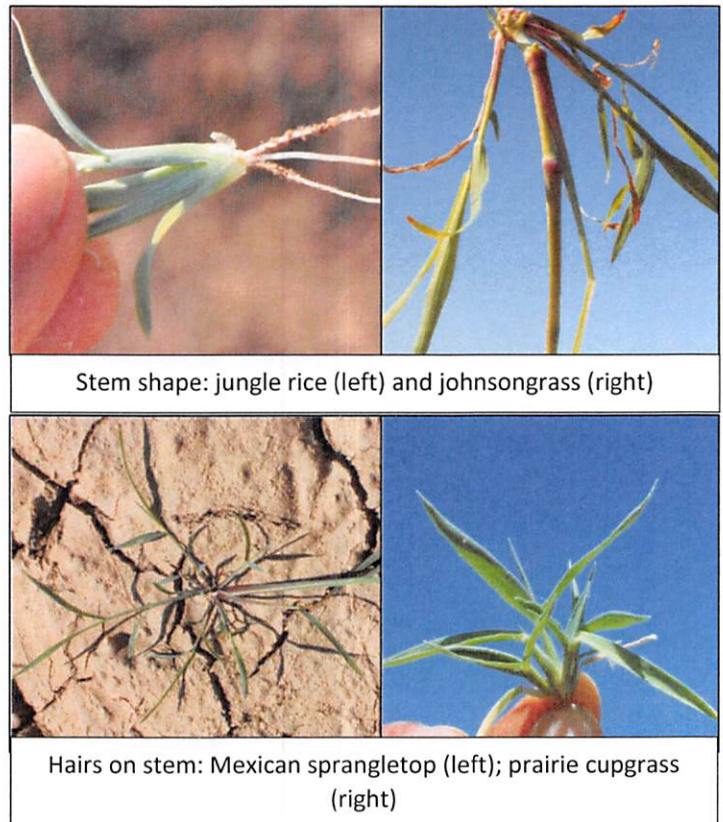 Stem shape: jungle rice (left) and johnsongrass (right)
Hairs on stem: Mexican sprangletop (left); prairie cupgrass
(right)